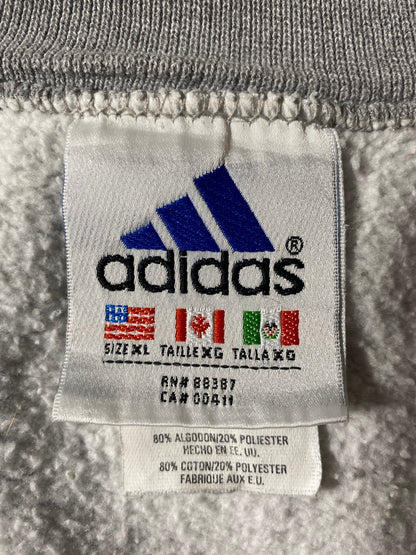 adidas®
SIZE XL TAILLE XG TALLA XG
RN# 88387
CA# 00411
80% ALGODON/20% POLIESTER
HECHO EN EE. UU.
80% COTON/20% POLYESTER
FABRIQUE AUX E.U.